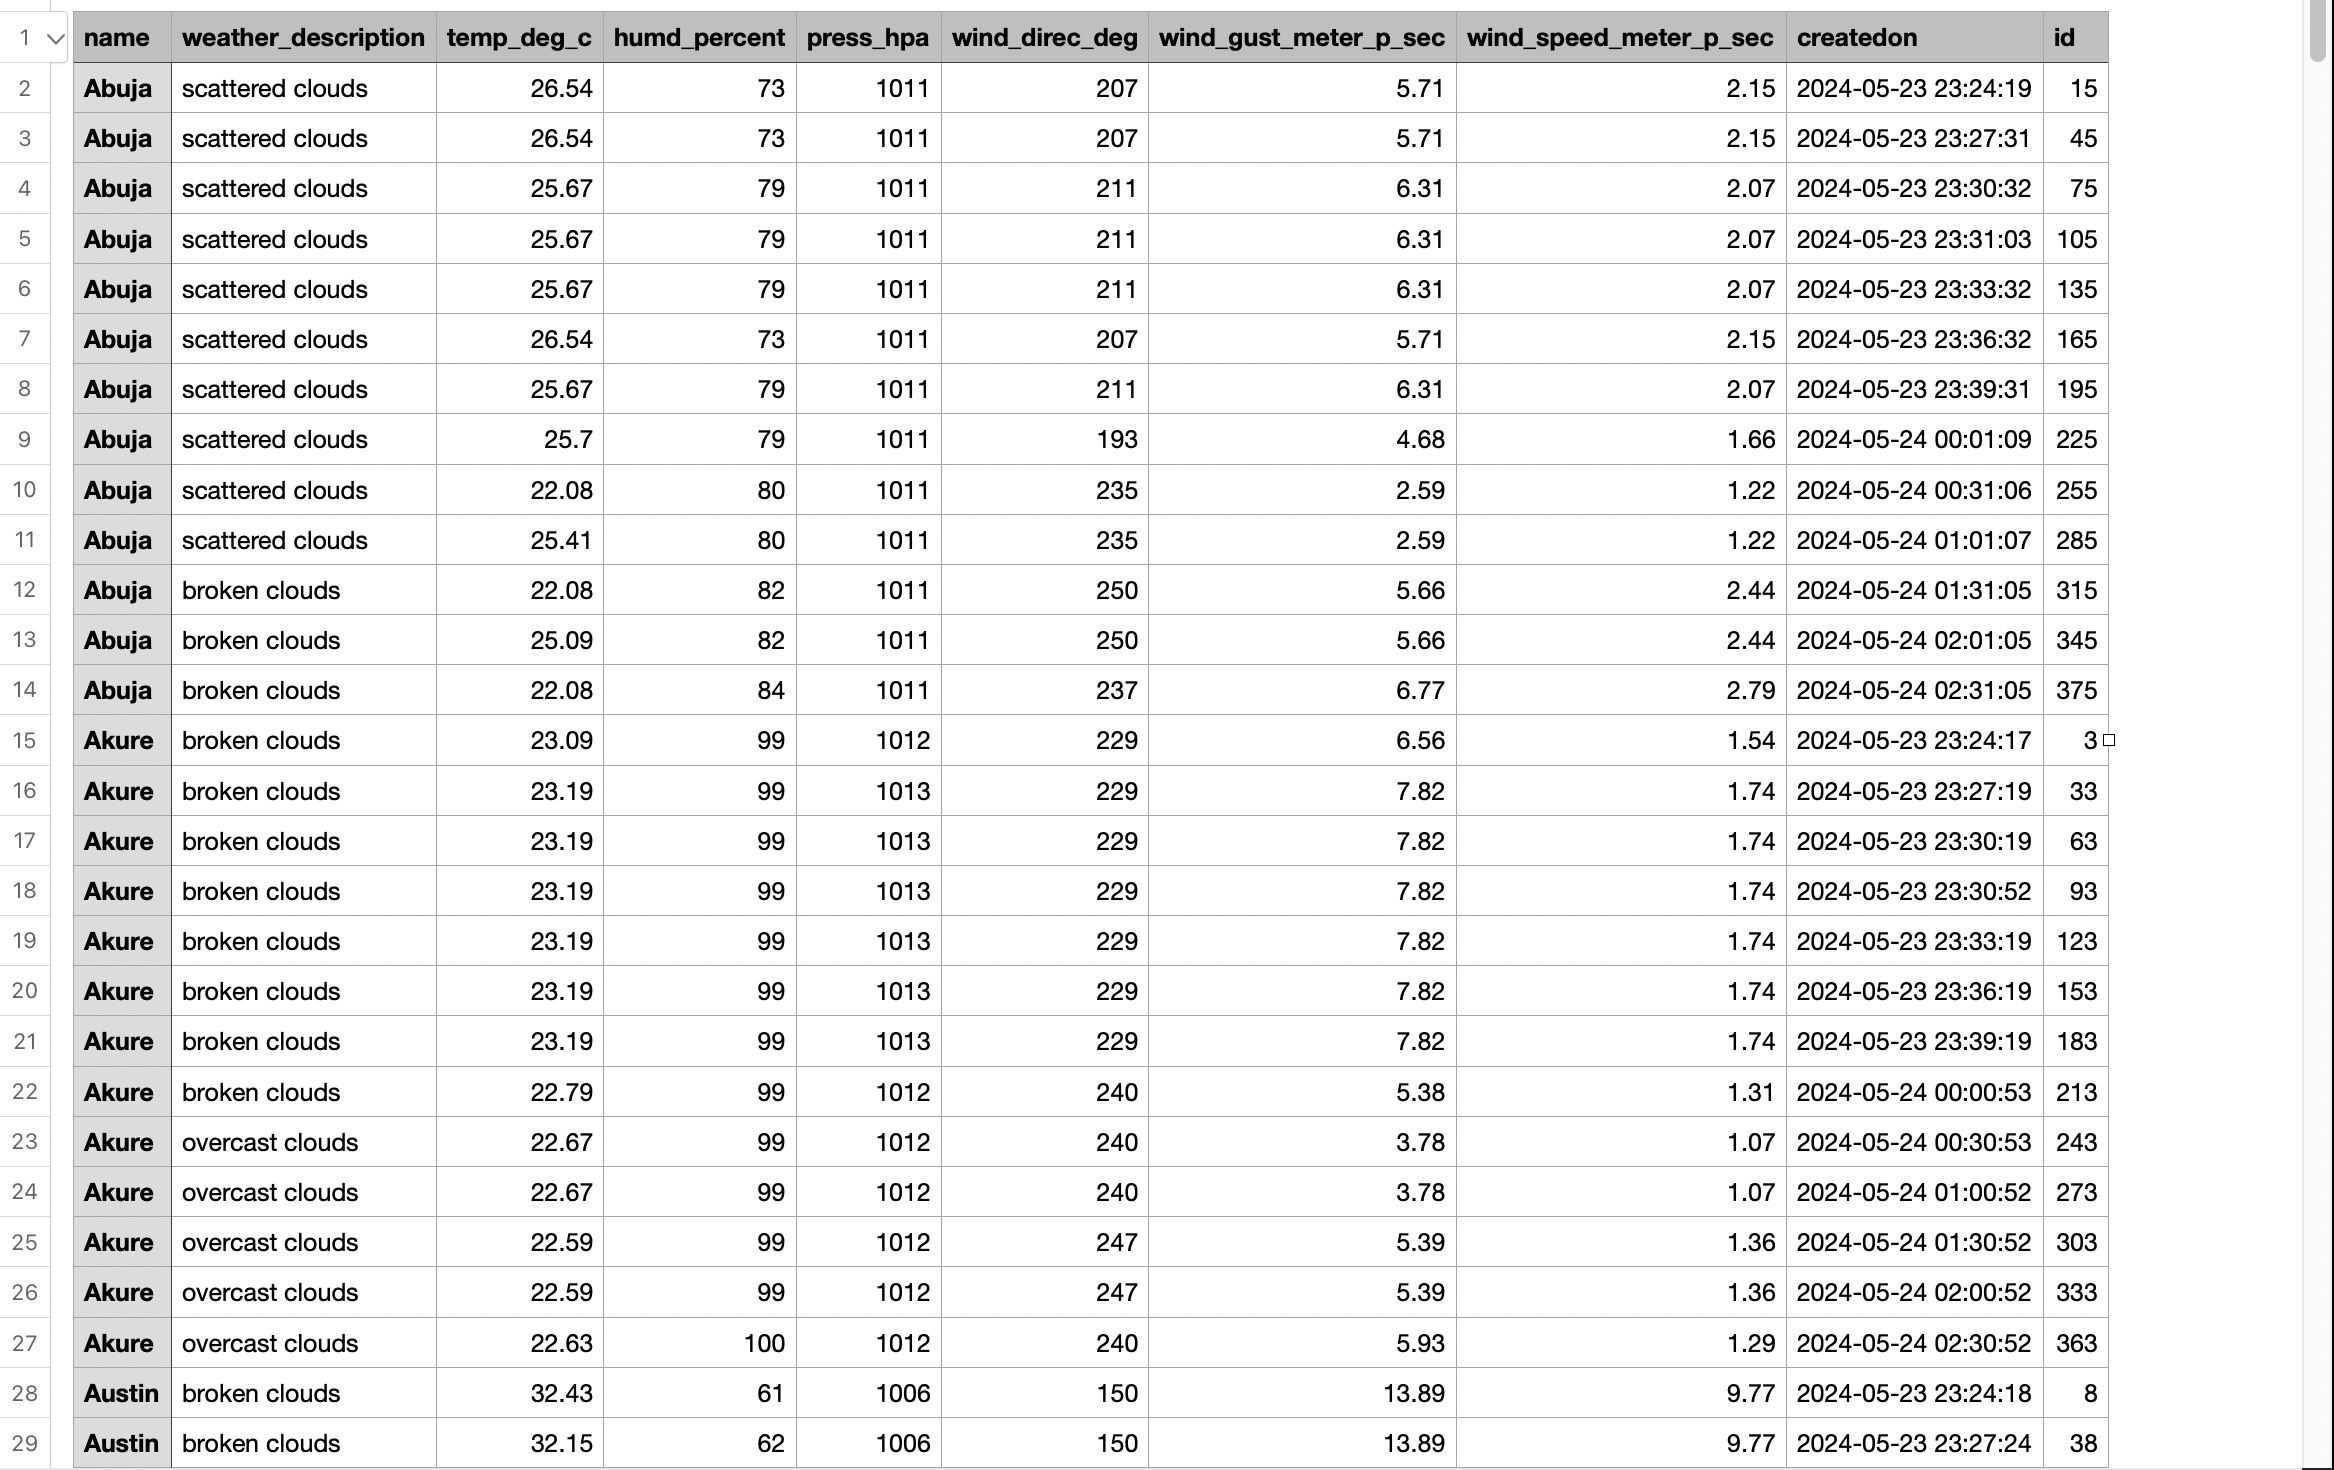 1 name weather_description temp_deg_c humd_percent press_hpa wind_direc_deg wind_gust_meter_p_sec wind_speed_meter_p_sec createdon id
2 Abuja scattered clouds 26.54 73 1011 207 5.71 2.15 2024-05-23 23:24:19 15
3 Abuja scattered clouds 26.54 73 1011 207 5.71 2.15 2024-05-23 23:27:31 45
4 Abuja scattered clouds 25.67 79 1011 211 6.31 2.07 2024-05-23 23:30:32 75
5 Abuja scattered clouds 25.67 79 1011 211 6.31 2.07 2024-05-23 23:31:03 105
6 Abuja scattered clouds 25.67 79 1011 211 6.31 2.07 2024-05-23 23:33:32 135
7 Abuja scattered clouds 26.54 73 1011 207 5.71 2.15 2024-05-23 23:36:32 165
8 Abuja scattered clouds 25.67 79 1011 211 6.31 2.07 2024-05-23 23:39:31 195
9 Abuja scattered clouds 25.7 79 1011 193 4.68 1.66 2024-05-24 00:01:09 225
10 Abuja scattered clouds 22.08 80 1011 235 2.59 1.22 2024-05-24 00:31:06 255
11 Abuja scattered clouds 25.41 80 1011 235 2.59 1.22 2024-05-24 01:01:07 285
12 Abuja broken clouds 22.08 82 1011 250 5.66 2.44 2024-05-24 01:31:05 315
13 Abuja broken clouds 25.09 82 1011 250 5.66 2.44 2024-05-24 02:01:05 345
14 Abuja broken clouds 22.08 84 1011 237 6.77 2.79 2024-05-24 02:31:05 375
15 Akure broken clouds 23.09 99 1012 229 6.56 1.54 2024-05-23 23:24:17 3
16 Akure broken clouds 23.19 99 1013 229 7.82 1.74 2024-05-23 23:27:19 33
17 Akure broken clouds 23.19 99 1013 229 7.82 1.74 2024-05-23 23:30:19 63
18 Akure broken clouds 23.19 99 1013 229 7.82 1.74 2024-05-23 23:30:52 93
19 Akure broken clouds 23.19 99 1013 229 7.82 1.74 2024-05-23 23:33:19 123
20 Akure broken clouds 23.19 99 1013 229 7.82 1.74 2024-05-23 23:36:19 153
21 Akure broken clouds 23.19 99 1013 229 7.82 1.74 2024-05-23 23:39:19 183
22 Akure broken clouds 22.79 99 1012 240 5.38 1.31 2024-05-24 00:00:53 213
23 Akure overcast clouds 22.67 99 1012 240 3.78 1.07 2024-05-24 00:30:53 243
24 Akure overcast clouds 22.67 99 1012 240 3.78 1.07 2024-05-24 01:00:52 273
25 Akure overcast clouds 22.59 99 1012 247 5.39 1.36 2024-05-24 01:30:52 303
26 Akure overcast clouds 22.59 99 1012 247 5.39 1.36 2024-05-24 02:00:52 333
27 Akure overcast clouds 22.63 100 1012 240 5.93 1.29 2024-05-24 02:30:52 363
28 Austin broken clouds 32.43 61 1006 150 13.89 9.77 2024-05-23 23:24:18 8
29 Austin broken clouds 32.15 62 1006 150 13.89 9.77 2024-05-23 23:27:24 38